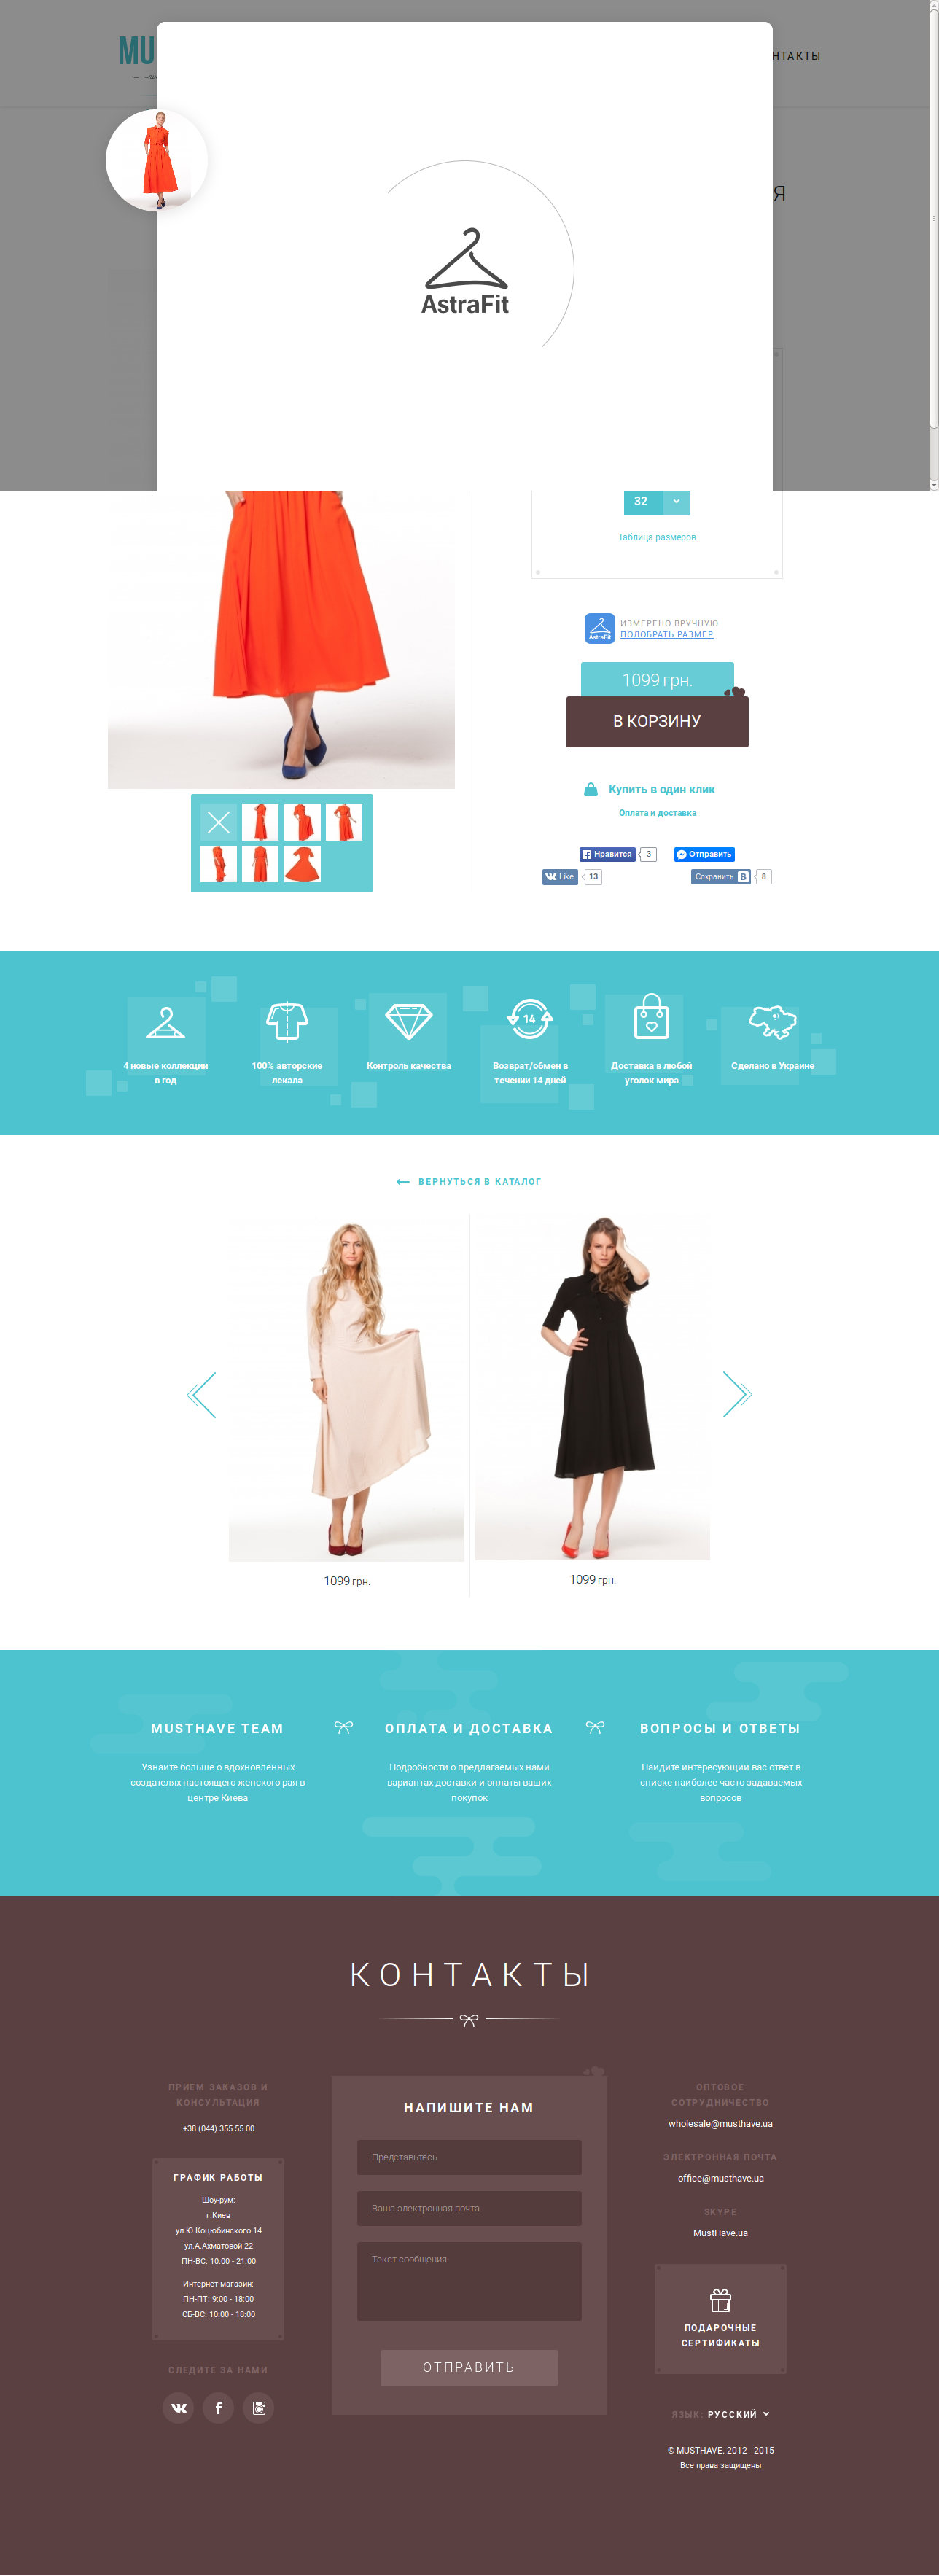 MU
НТАКТЫ
Я
AstraFit
32
Таблица размеров
AstraFit
ИЗМЕРЕНО ВРУЧНУЮ
ПОДОБРАТЬ РАЗМЕР
1099 грн.
В КОРЗИНУ
Купить в один клик
Оплата и доставка
Нравится 3 Отправить
Like 13 Сохранить B 8
14
4 новые коллекции
в год
100% авторские
лекала
Контроль качества
Возврат/обмен в
течении 14 дней
Доставка в любой
уголок мира
Сделано в Украине
ВЕРНУТЬСЯ В КАТАЛОГ
1099 грн.
1099 грн.
MUSTHAVE TEAM
Узнайте больше о вдохновленных
создателях настоящего женского рая в
центре Киева
ОПЛАТА И ДОСТАВКА
Подробности о предлагаемых нами
вариантах доставки и оплаты ваших
покупок
ВОПРОСЫ И ОТВЕТЫ
Найдите интересующий вас ответ в
списке наиболее часто задаваемых
вопросов
КОНТАКТЫ
ПРИЕМ ЗАКАЗОВ И
КОНСУЛЬТАЦИЯ
+38 (044) 355 55 00
ГРАФИК РАБОТЫ
Шоу-рум:
г.Киев
ул.Ю.Коцюбинского 14
ул.А.Ахматовой 22
ПН-ВС: 10:00 - 21:00
Интернет-магазин:
ПН-ПТ: 9:00 - 18:00
СБ-ВС: 10:00 - 18:00
СЛЕДИТЕ ЗА НАМИ
НАПИШИТЕ НАМ
Представьтесь
Ваша электронная почта
Текст сообщения
ОТПРАВИТЬ
ОПТОВОЕ
СОТРУДНИЧЕСТВО
wholesale@musthave.ua
ЭЛЕКТРОННАЯ ПОЧТА
office@musthave.ua
SKYPE
MustHave.ua
ПОДАРОЧНЫЕ
СЕРТИФИКАТЫ
ЯЗЫК: РУССКИЙ
© MUSTHAVE. 2012 - 2015
Все права защищены